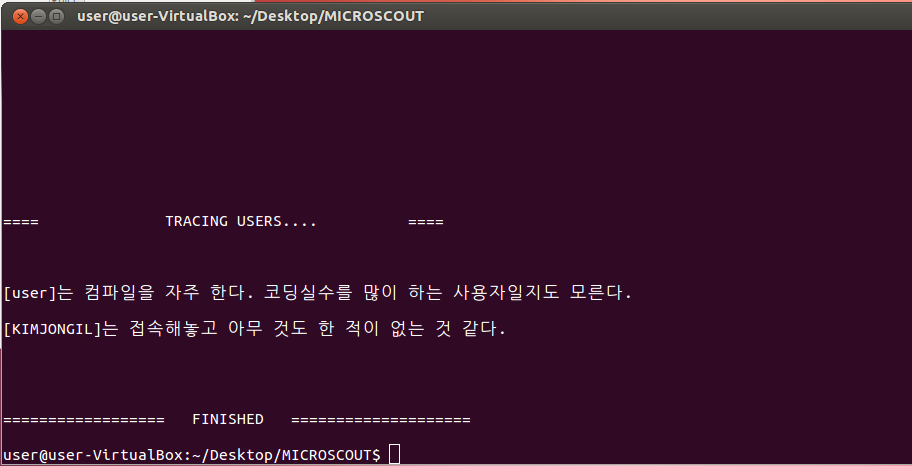 user@user-VirtualBox: ~/Desktop/MICROSCOUT
==== TRACING USERS.... ====
[user]는 컴파일을 자주 한다. 코딩실수를 많이 하는 사용자일지도 모른다.
[KIMJONGIL]는 접속해놓고 아무 것도 한 적이 없는 것 같다.
================== FINISHED ====================
user@user-VirtualBox:~/Desktop/MICROSCOUT$